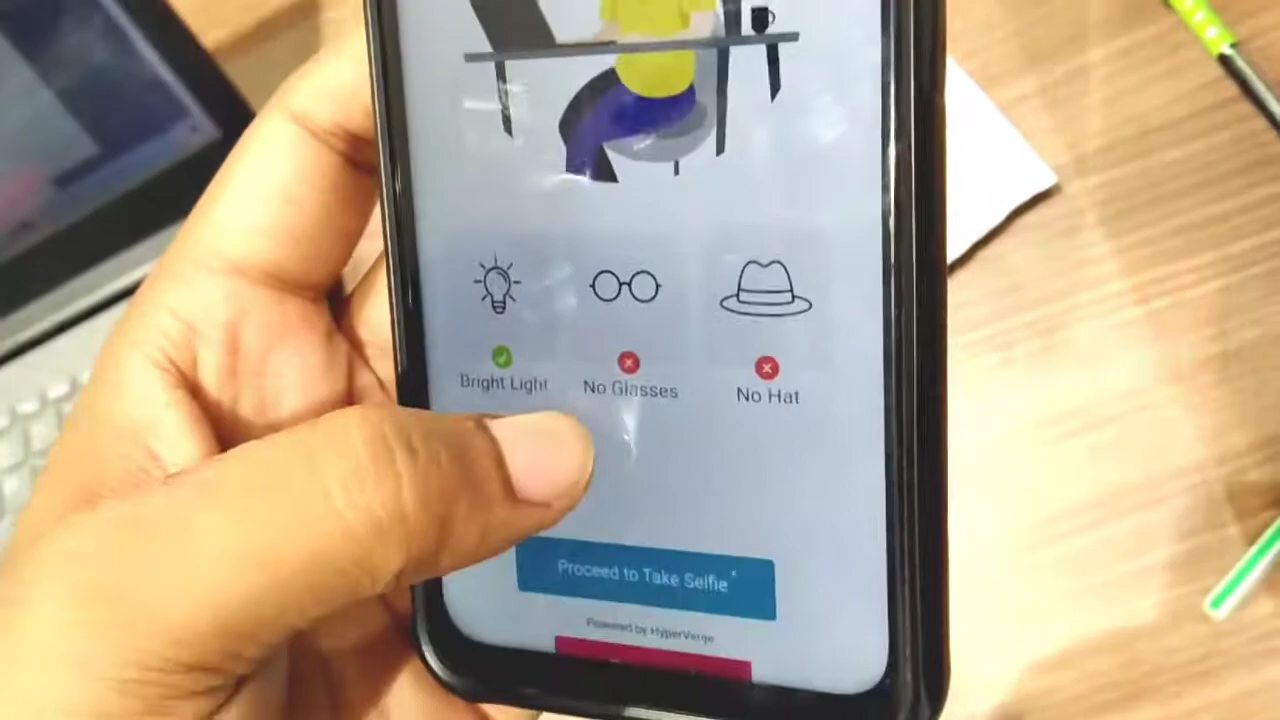 Bright Light
No Glasses
No Hat
Proceed to Take Selfie
Powered by HyperVerge